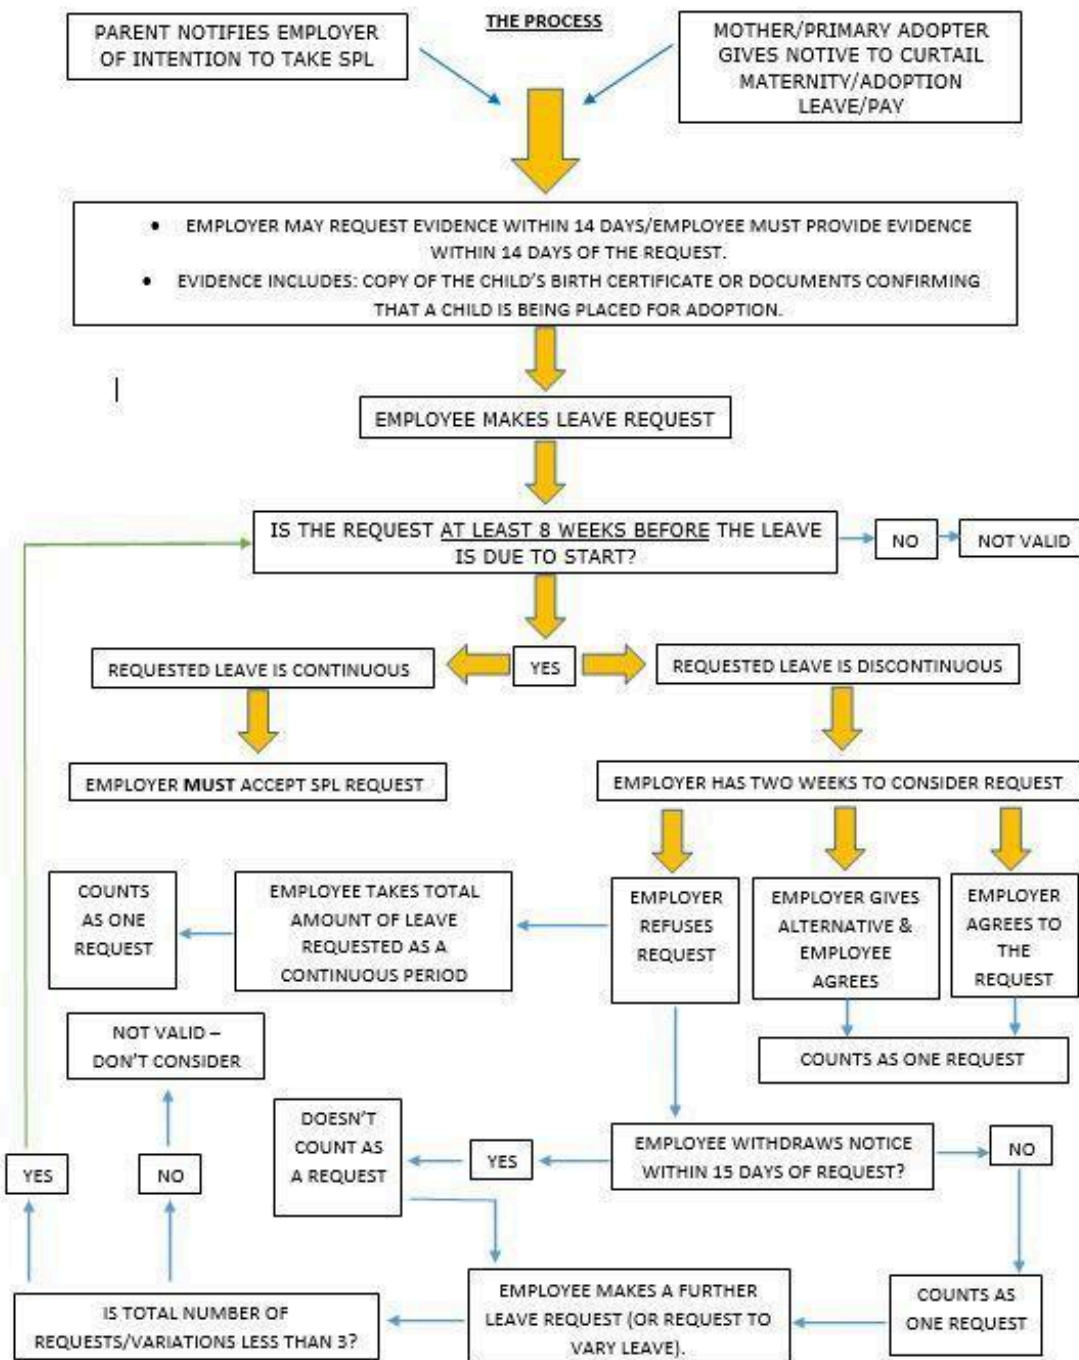 THE PROCESS
PARENT NOTIFIES EMPLOYER
OF INTENTION TO TAKE SPL
MOTHER/PRIMARY ADOPTER
GIVES NOTIVE TO CURTAIL
MATERNITY/ADOPTION
LEAVE/PAY
• EMPLOYER MAY REQUEST EVIDENCE WITHIN 14 DAYS/EMPLOYEE MUST PROVIDE EVIDENCE
WITHIN 14 DAYS OF THE REQUEST.
• EVIDENCE INCLUDES: COPY OF THE CHILD'S BIRTH CERTIFICATE OR DOCUMENTS CONFIRMING
THAT A CHILD IS BEING PLACED FOR ADOPTION.
EMPLOYEE MAKES LEAVE REQUEST
IS THE REQUEST AT LEAST 8 WEEKS BEFORE THE LEAVE
IS DUE TO START?
NO
NOT VALID
YES
REQUESTED LEAVE IS CONTINUOUS
REQUESTED LEAVE IS DISCONTINUOUS
EMPLOYER MUST ACCEPT SPL REQUEST
EMPLOYER HAS TWO WEEKS TO CONSIDER REQUEST
COUNTS
AS ONE
REQUEST
EMPLOYEE TAKES TOTAL
AMOUNT OF LEAVE
REQUESTED AS A
CONTINUOUS PERIOD
EMPLOYER
REFUSES
REQUEST
EMPLOYER GIVES
ALTERNATIVE &
EMPLOYEE
AGREES
EMPLOYER
AGREES TO
THE
REQUEST
COUNTS AS ONE REQUEST
NOT VALID –
DON'T CONSIDER
DOESN'T
COUNT AS
A REQUEST
YES
EMPLOYEE WITHDRAWS NOTICE
WITHIN 15 DAYS OF REQUEST?
NO
YES
NO
IS TOTAL NUMBER OF
REQUESTS/VARIATIONS LESS THAN 3?
EMPLOYEE MAKES A FURTHER
LEAVE REQUEST (OR REQUEST TO
VARY LEAVE).
COUNTS AS
ONE REQUEST